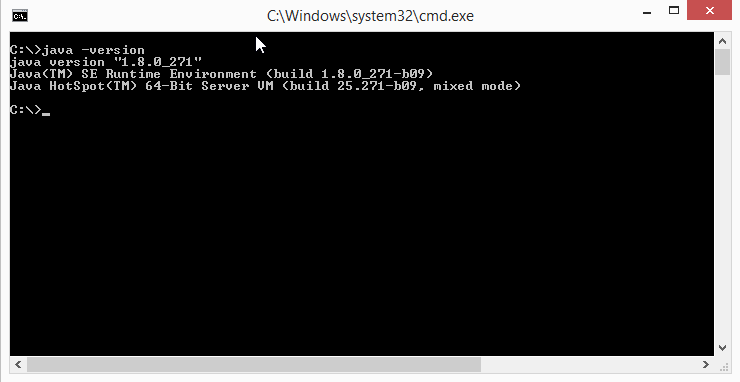 C:\Windows\system32\cmd.exe
C:\>java -version
java version "1.8.0_271"
Java(TM) SE Runtime Environment (build 1.8.0_271-b09)
Java HotSpot(TM) 64-Bit Server VM (build 25.271-b09, mixed mode)
C:\>_